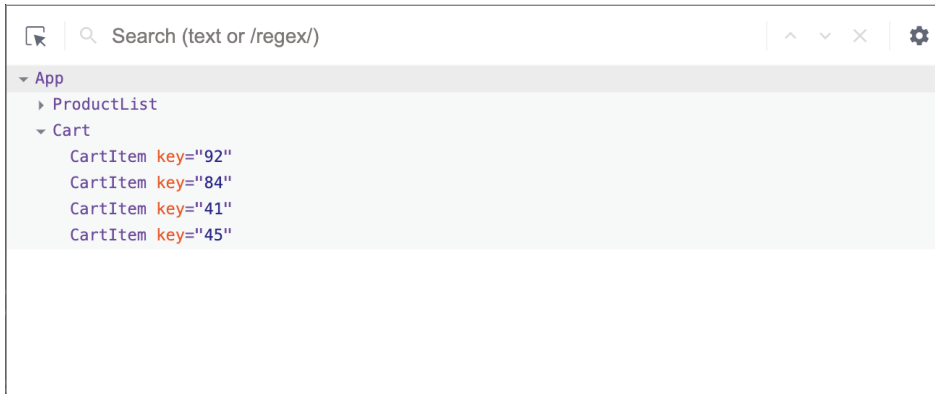 Search (text or /regex/)
App
ProductList
Cart
CartItem key="92"
CartItem key="84"
CartItem key="41"
CartItem key="45"